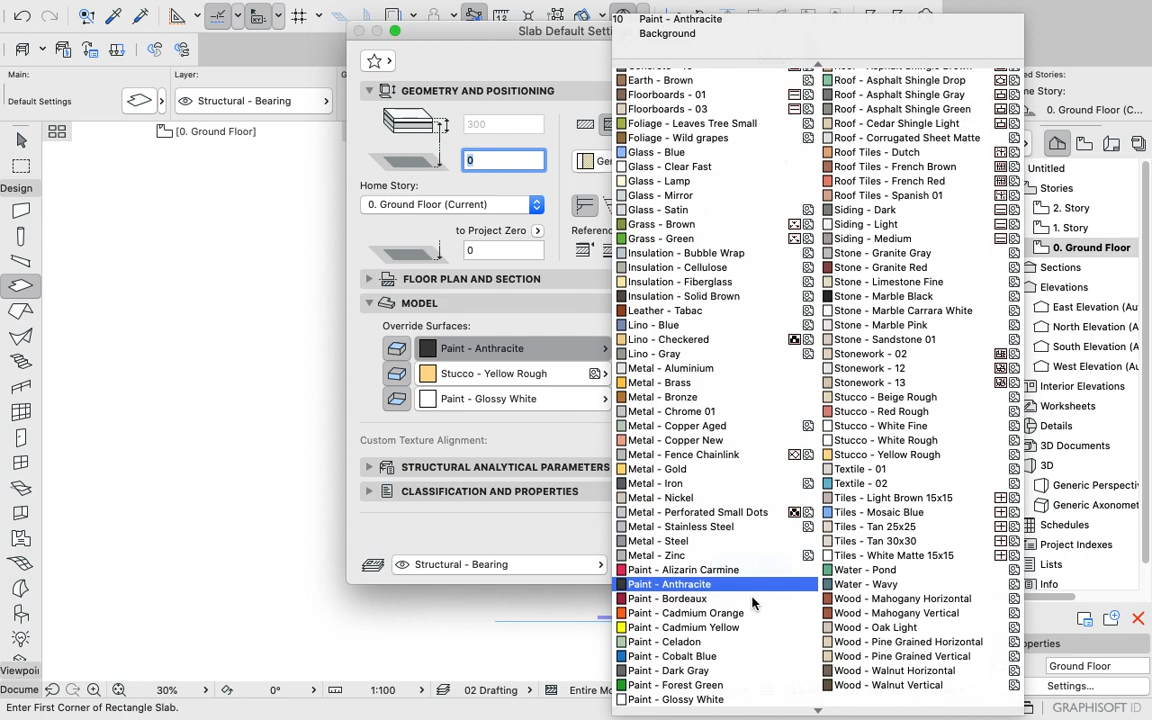 10 Paint - Anthracite
Background
Slab Default Setti
Main:
Layer:
Default Settings
Structural - Bearing
[0. Ground Floor]
Design
GEOMETRY AND POSITIONING
300
0
Home Story:
0. Ground Floor (Current)
to Project Zero
0
Ger
Referenc
FLOOR PLAN AND SECTION
MODEL
Override Surfaces:
Paint - Anthracite
Stucco - Yellow Rough
Paint - Glossy White
Custom Texture Alignment:
STRUCTURAL ANALYTICAL PARAMETERS
CLASSIFICATION AND PROPERTIES
Structural - Bearing
Earth - Brown
Floorboards - 01
Floorboards - 03
Foliage - Leaves Tree Small
Foliage - Wild grapes
Glass - Blue
Glass - Clear Fast
Glass - Lamp
Glass - Mirror
Glass - Satin
Grass - Brown
Grass - Green
Insulation - Bubble Wrap
Insulation - Cellulose
Insulation - Fiberglass
Insulation - Solid Brown
Leather - Tabac
Lino - Blue
Lino - Checkered
Lino - Gray
Metal - Aluminium
Metal - Brass
Metal - Bronze
Metal - Chrome 01
Metal - Copper Aged
Metal - Copper New
Metal - Fence Chainlink
Metal - Gold
Metal - Iron
Metal - Nickel
Metal - Perforated Small Dots
Metal - Stainless Steel
Metal - Steel
Metal - Zinc
Paint - Alizarin Carmine
Paint - Anthracite
Paint - Bordeaux
Paint - Cadmium Orange
Paint - Cadmium Yellow
Paint - Celadon
Paint - Cobalt Blue
Paint - Dark Gray
Paint - Forest Green
Paint - Glossy White
Roof - Asphalt Shingle Brown
Roof - Asphalt Shingle Drop
Roof - Asphalt Shingle Gray
Roof - Asphalt Shingle Green
Roof - Cedar Shingle Light
Roof - Corrugated Sheet Matte
Roof Tiles - Dutch
Roof Tiles - French Brown
Roof Tiles - French Red
Roof Tiles - Spanish 01
Siding - Dark
Siding - Light
Siding - Medium
Stone - Granite Gray
Stone - Granite Red
Stone - Limestone Fine
Stone - Marble Black
Stone - Marble Carrara White
Stone - Marble Pink
Stone - Sandstone 01
Stonework - 02
Stonework - 12
Stonework - 13
Stucco - Beige Rough
Stucco - Red Rough
Stucco - White Fine
Stucco - White Rough
Stucco - Yellow Rough
Textile - 01
Textile - 02
Tiles - Light Brown 15x15
Tiles - Mosaic Blue
Tiles - Tan 25x25
Tiles - Tan 30x30
Tiles - White Matte 15x15
Water - Pond
Water - Wavy
Wood - Mahogany Horizontal
Wood - Mahogany Vertical
Wood - Oak Light
Wood - Pine Grained Horizontal
Wood - Pine Grained Vertical
Wood - Walnut Horizontal
Wood - Walnut Vertical
ed Stories:
me Story:
0. Ground Floor (C...
Untitled
Stories
2. Story
1. Story
0. Ground Floor
Sections
Elevations
East Elevation (Au
North Elevation (A
South Elevation (A
West Elevation (Au
Interior Elevations
Worksheets
Details
3D Documents
3D
Generic Perspecti
Generic Axonomet
Schedules
Project Indexes
Lists
Info
operties
Ground Floor
Settings...
Viewpoi
Docume
30%
0°
1:100
02 Drafting
Entire Mo
Enter First Corner of Rectangle Slab.
GRAPHISOFT ID